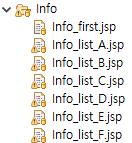 Info
Info_first.jsp
Info_list_A.jsp
Info_list_B.jsp
Info_list_C.jsp
Info_list_D.jsp
Info_list_E.jsp
Info_list_F.jsp